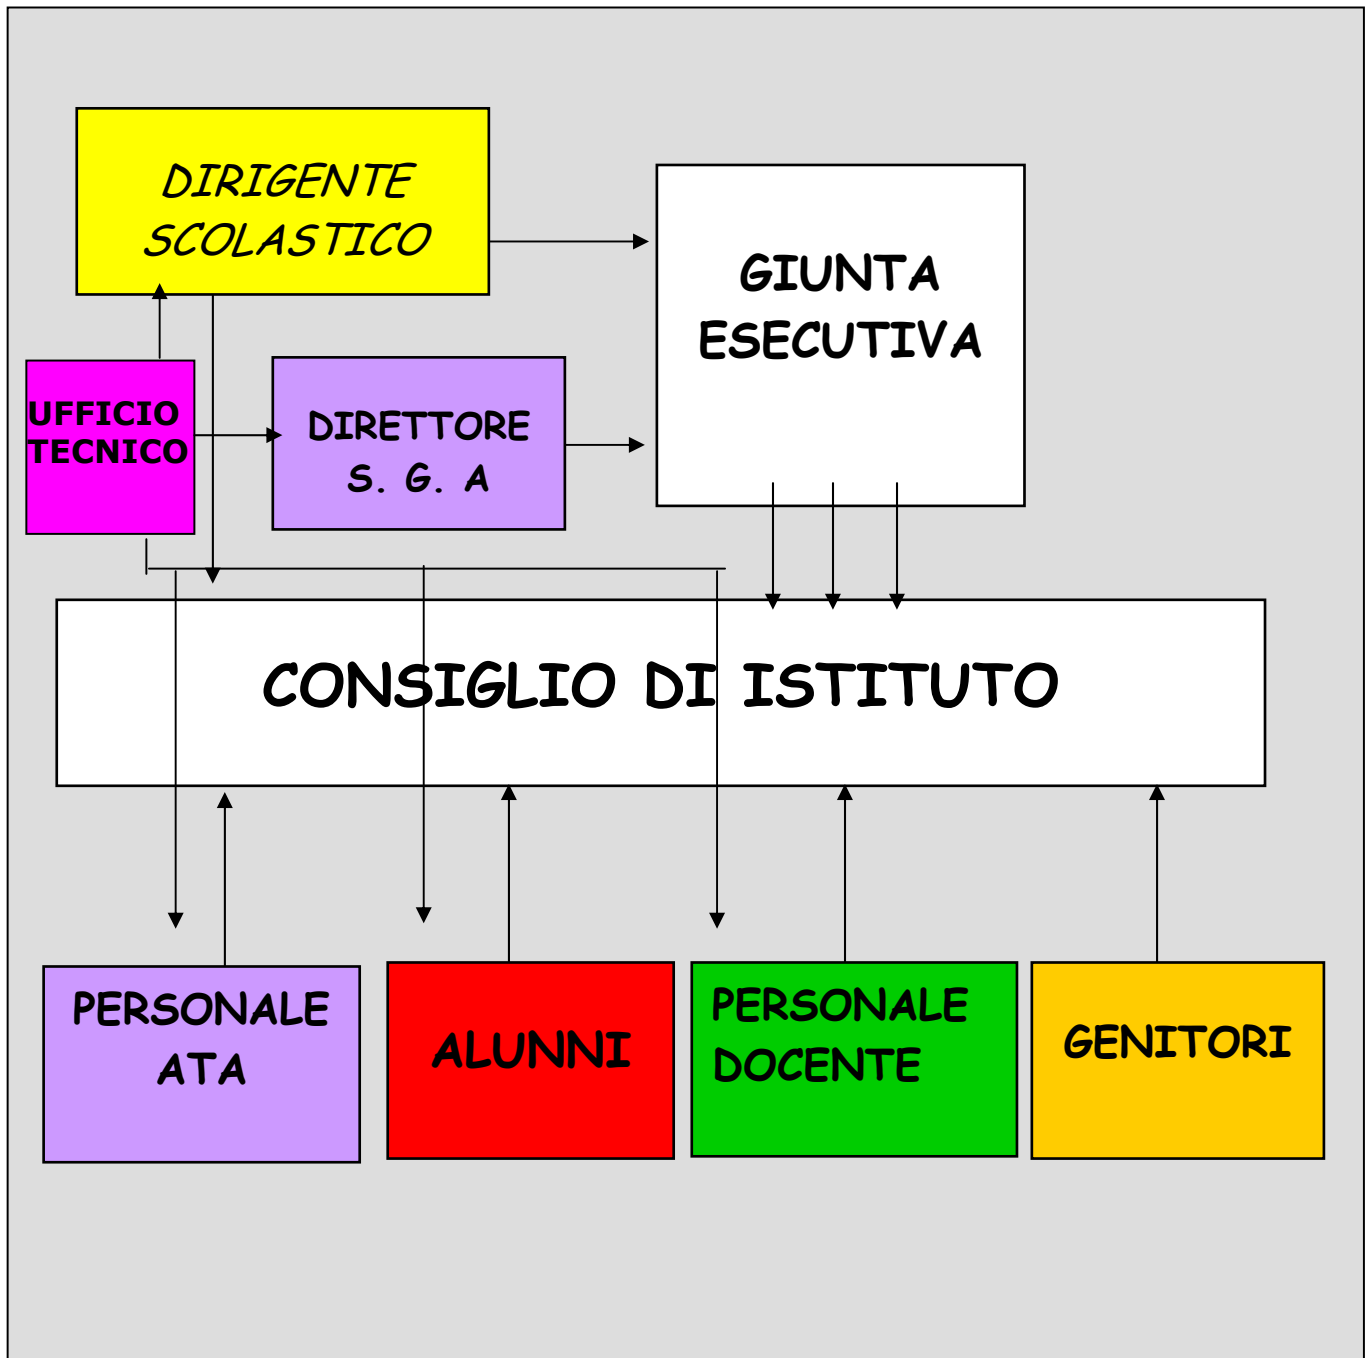 DIRIGENTE
SCOLASTICO
GIUNTA
ESECUTIVA
UFFICIO
TECNICO
DIRETTORE
S. G. A
CONSIGLIO DI ISTITUTO
PERSONALE
ATA
ALUNNI
PERSONALE
DOCENTE
GENITORI